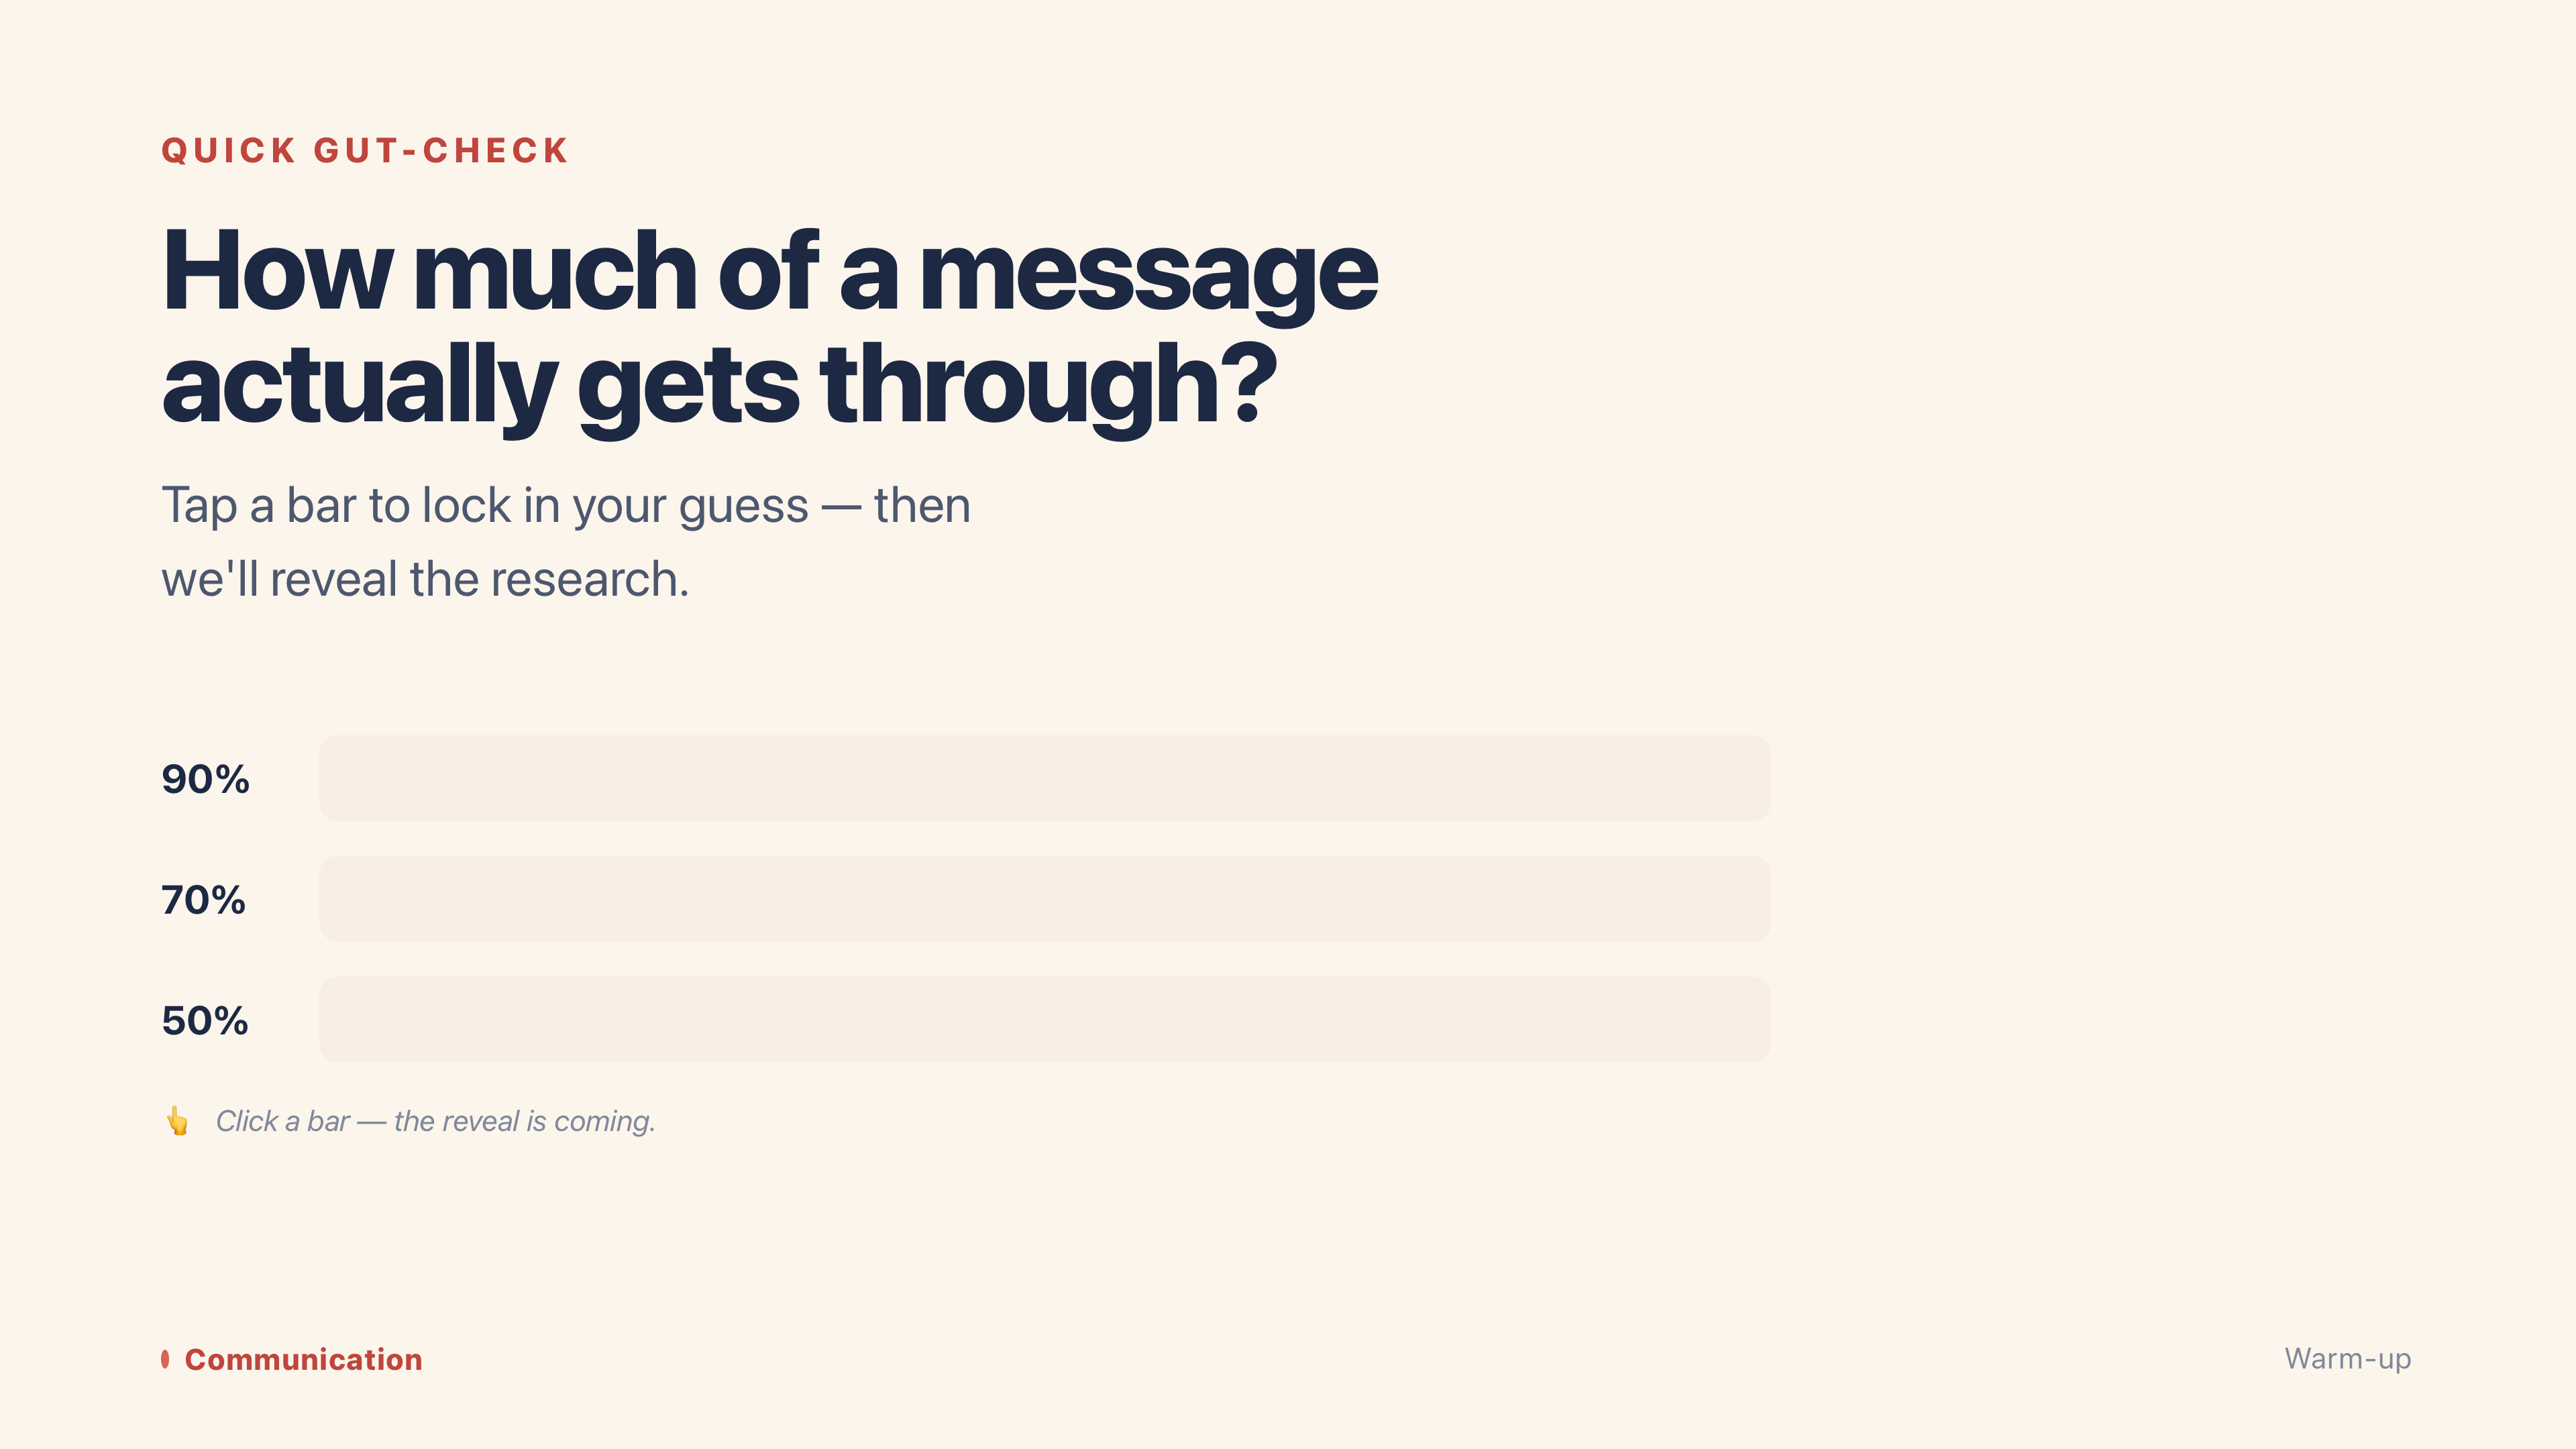 QUICK GUT-CHECK
How much of a message
actually gets through?
Tap a bar to lock in your guess — then
we'll reveal the research.
90%
70%
50%
👆 Click a bar — the reveal is coming.
Communication
Warm-up